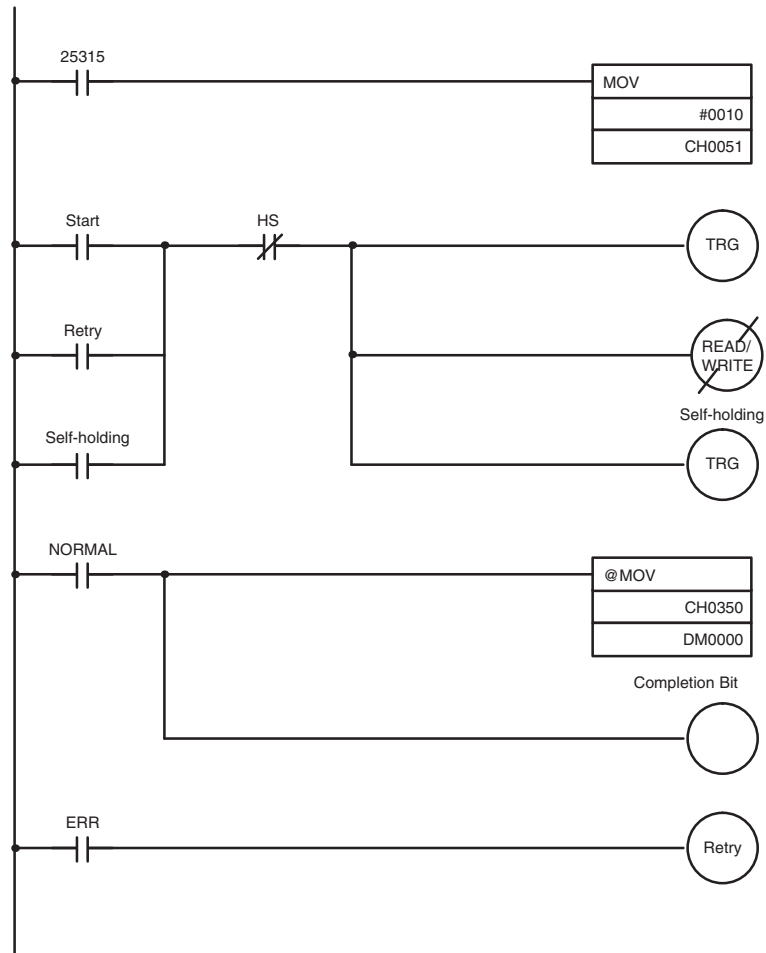 25315
MOV
#0010
CH0051
Start
HS
TRG
Retry
READ/
WRITE
Self-holding
Self-holding
TRG
NORMAL
@MOV
CH0350
DM0000
Completion Bit
ERR
Retry